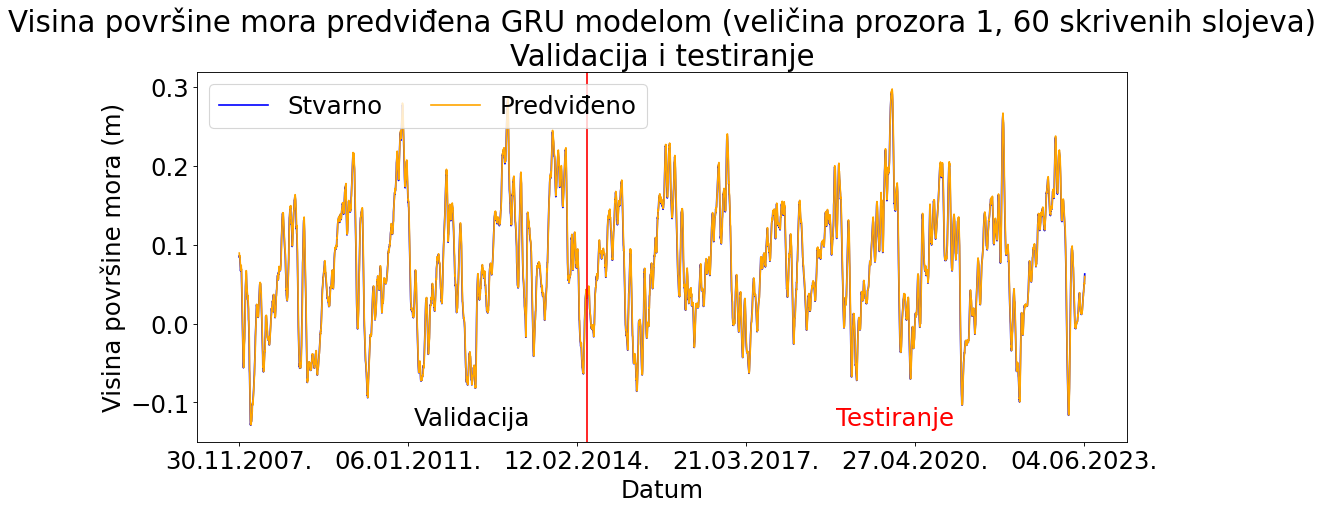 Visina površine mora predviđena GRU modelom (veličina prozora 1, 60 skrivenih slojeva)
Validacija i testiranje
Stvarno
Predviđeno
Visina površine mora (m)
0.3
0.2
0.1
0.0
−0.1
Validacija
Testiranje
30.11.2007.
06.01.2011.
12.02.2014.
21.03.2017.
27.04.2020.
04.06.2023.
Datum